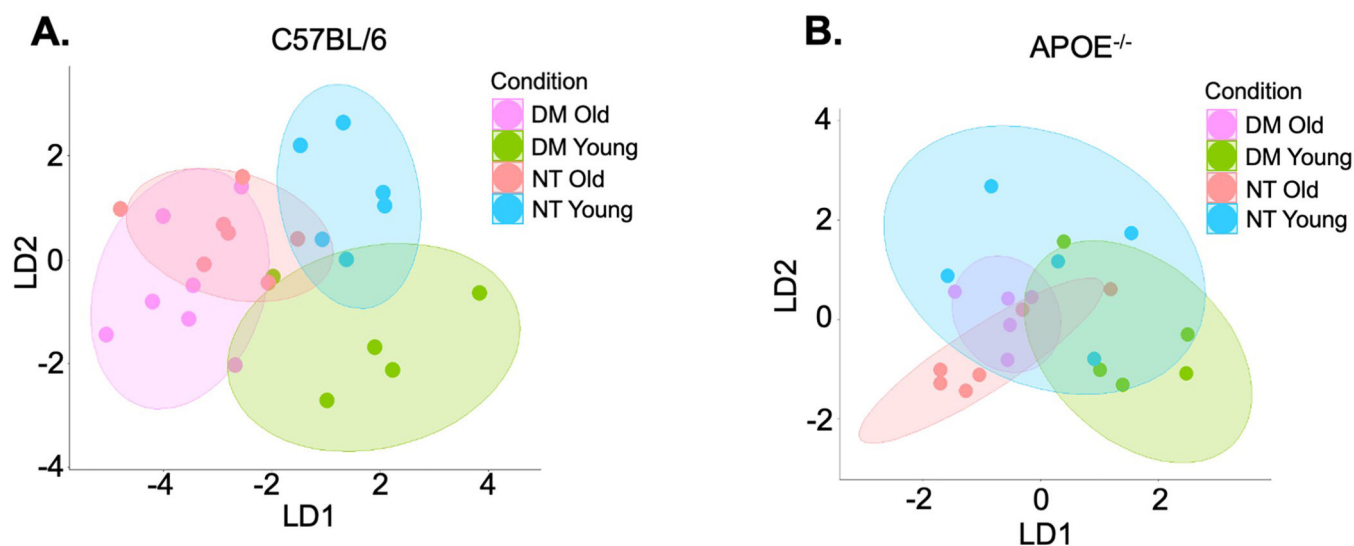 A.
C57BL/6
Condition
DM Old
DM Young
NT Old
NT Young
LD2
2
0
-2
-4
-4
-2
2
4
LD1
B.
APOE-/-
Condition
DM Old
DM Young
NT Old
NT Young
LD2
4
2
0
-2
-2
0
2
LD1